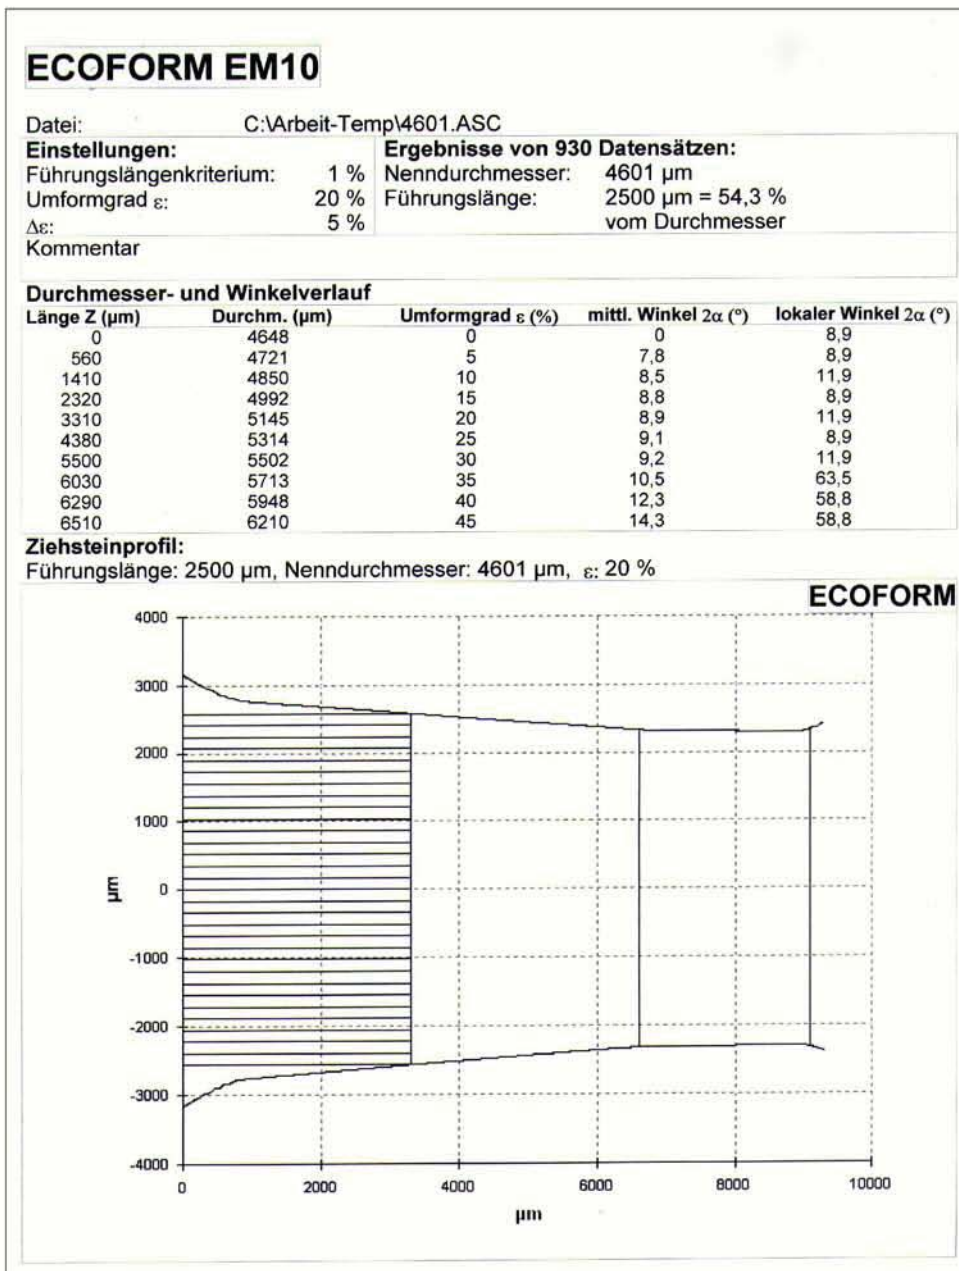 ECOFORM EM10
Datei: C:\Arbeit-Temp\4601.ASC
Einstellungen: Ergebnisse von 930 Datensätzen:
Führungslängenkriterium: 1 % Nenndurchmesser: 4601 µm
Umformgrad ε: 20 % Führungslänge: 2500 µm = 54,3 %
Δε: 5 % vom Durchmesser
Kommentar
Durchmesser- und Winkelverlauf
Länge Z (µm) Durchm. (µm) Umformgrad ε (%) mittl. Winkel 2α (°) lokaler Winkel 2α (°)
0 4648 0 0 8,9
560 4721 5 7,8 8,9
1410 4850 10 8,5 11,9
2320 4992 15 8,8 8,9
3310 5145 20 8,9 11,9
4380 5314 25 9,1 8,9
5500 5502 30 9,2 11,9
6030 5713 35 10,5 63,5
6290 5948 40 12,3 58,8
6510 6210 45 14,3 58,8
Ziehsteinprofil:
Führungslänge: 2500 µm, Nenndurchmesser: 4601 µm, ε: 20 %
ECOFORM
4000
3000
2000
1000
0
-1000
-2000
-3000
-4000
µm
0 2000 4000 6000 8000 10000
µm